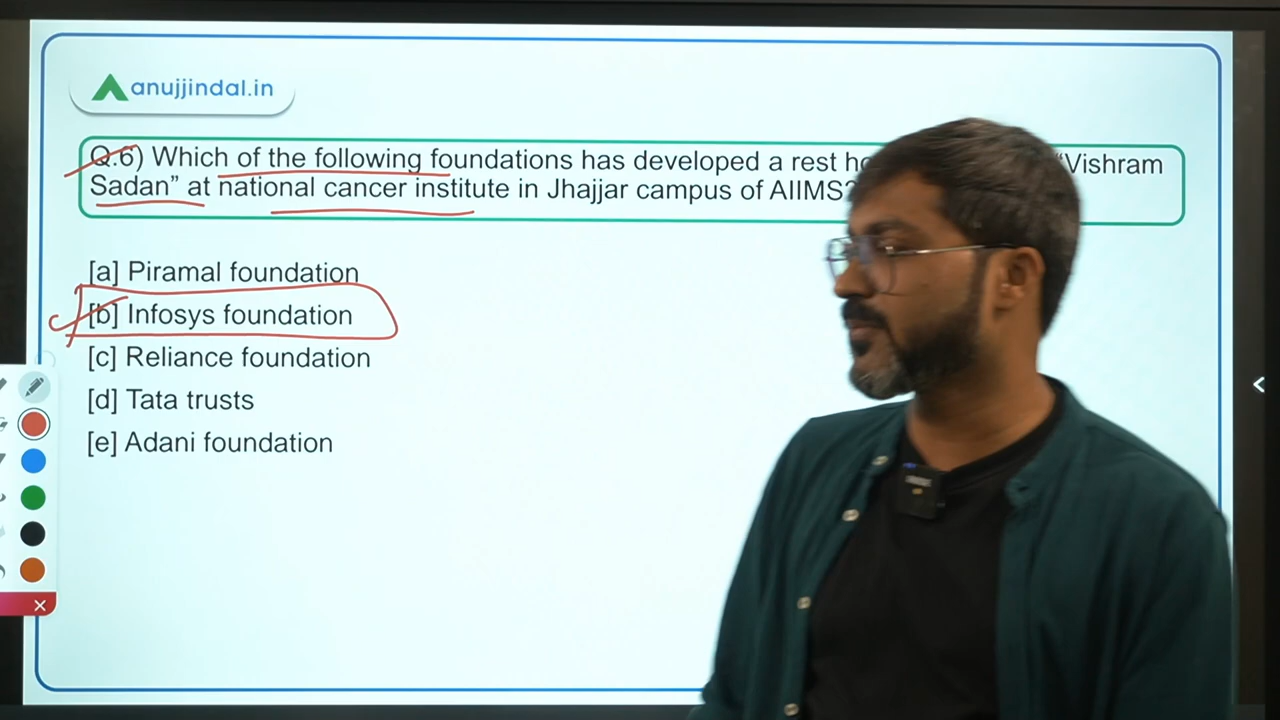 anujjindal.in
Q.6) Which of the following foundations has developed a rest "Vishram
Sadan” at national cancer institute in Jhajjar campus of AIIMS?
[a] Piramal foundation
[b] Infosys foundation
[c] Reliance foundation
[d] Tata trusts
[e] Adani foundation